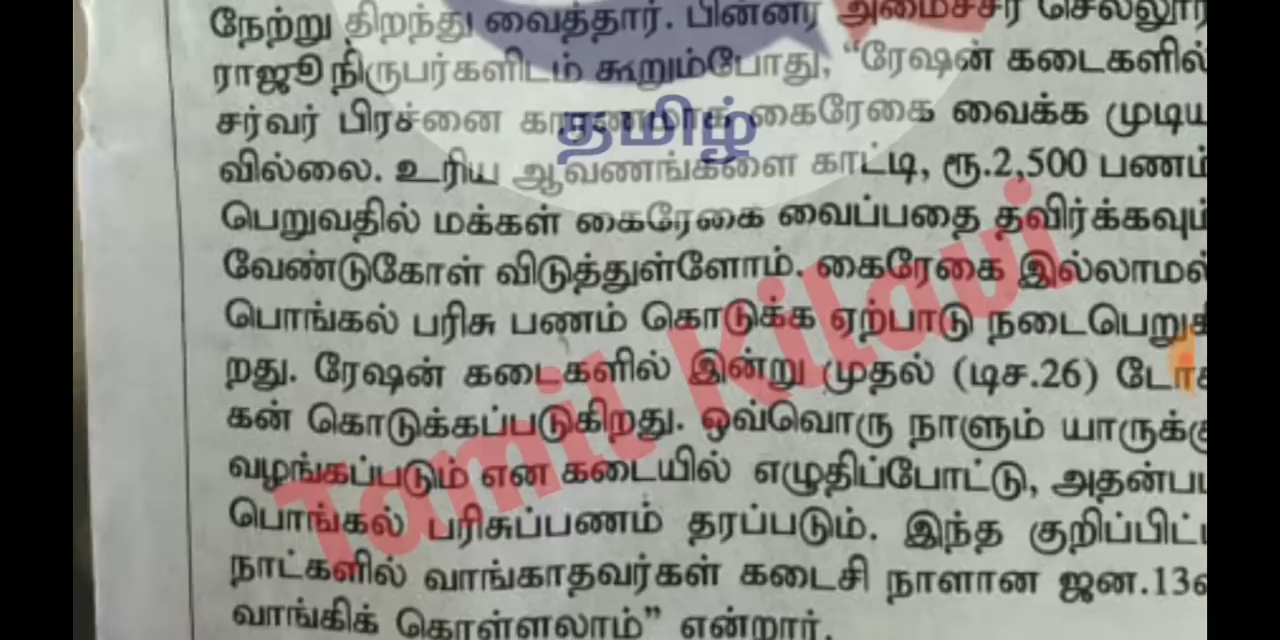 நேற்று திறந்து வைத்தார். பின்னர் அமைச்சர் செல்லூர்
ராஜூ நிருபர்களிடம் கூறும்போது, “ரேஷன் கடைகளில்
சர்வர் பிரச்னை காரணமாக கைரேகை வைக்க முடிய
தமிழ்
வில்லை. உரிய ஆவணங்களை காட்டி, ரூ.2,500 பணம்
பெறுவதில் மக்கள் கைரேகை வைப்பதை தவிர்க்கவும்
வேண்டுகோள் விடுத்துள்ளோம். கைரேகை இல்லாமல்
பொங்கல் பரிசு பணம் கொடுக்க ஏற்பாடு நடைபெறுகி
றது. ரேஷன் கடைகளில் இன்று முதல் (டிச.26) டோக்
கன் கொடுக்கப்படுகிறது. ஒவ்வொரு நாளும் யாருக்கு
வழங்கப்படும் என கடையில் எழுதிப்போட்டு, அதன்படி
பொங்கல் பரிசுப்பணம் தரப்படும். இந்த குறிப்பிட்ட
நாட்களில் வாங்காதவர்கள் கடைசி நாளான ஜன.13ல்
வாங்கிக் கொள்ளலாம்” என்றார்.
Tamil Kilavi